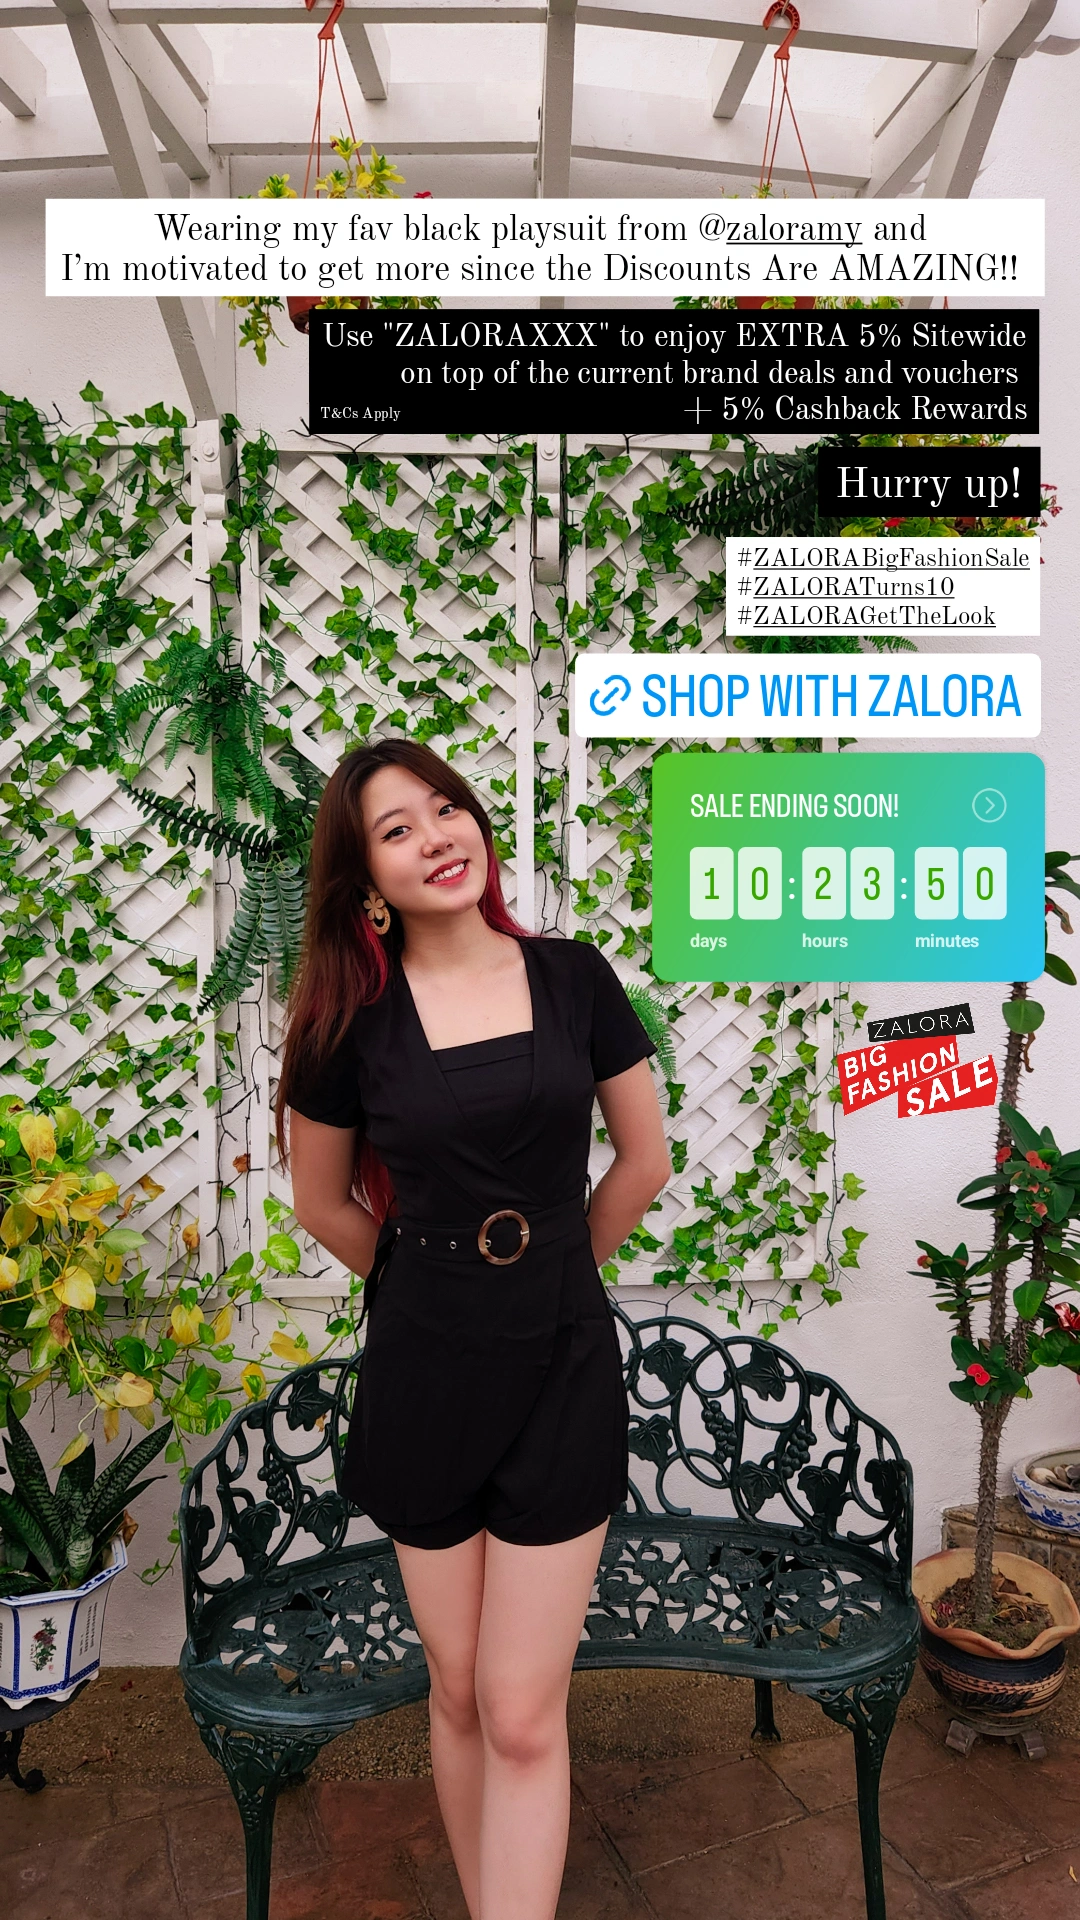 Wearing my fav black playsuit from @zaloramy and
I'm motivated to get more since the Discounts Are AMAZING!!
Use "ZALORAXXX" to enjoy EXTRA 5% Sitewide
on top of the current brand deals and vouchers
T&Cs Apply + 5% Cashback Rewards
Hurry up!
#ZALORABigFashionSale
#ZALORATurns10
#ZALORAGetTheLook
SHOP WITH ZALORA
SALE ENDING SOON!
10 : 23 : 50
days hours minutes
ZALORA
BIG
FASHION
SALE